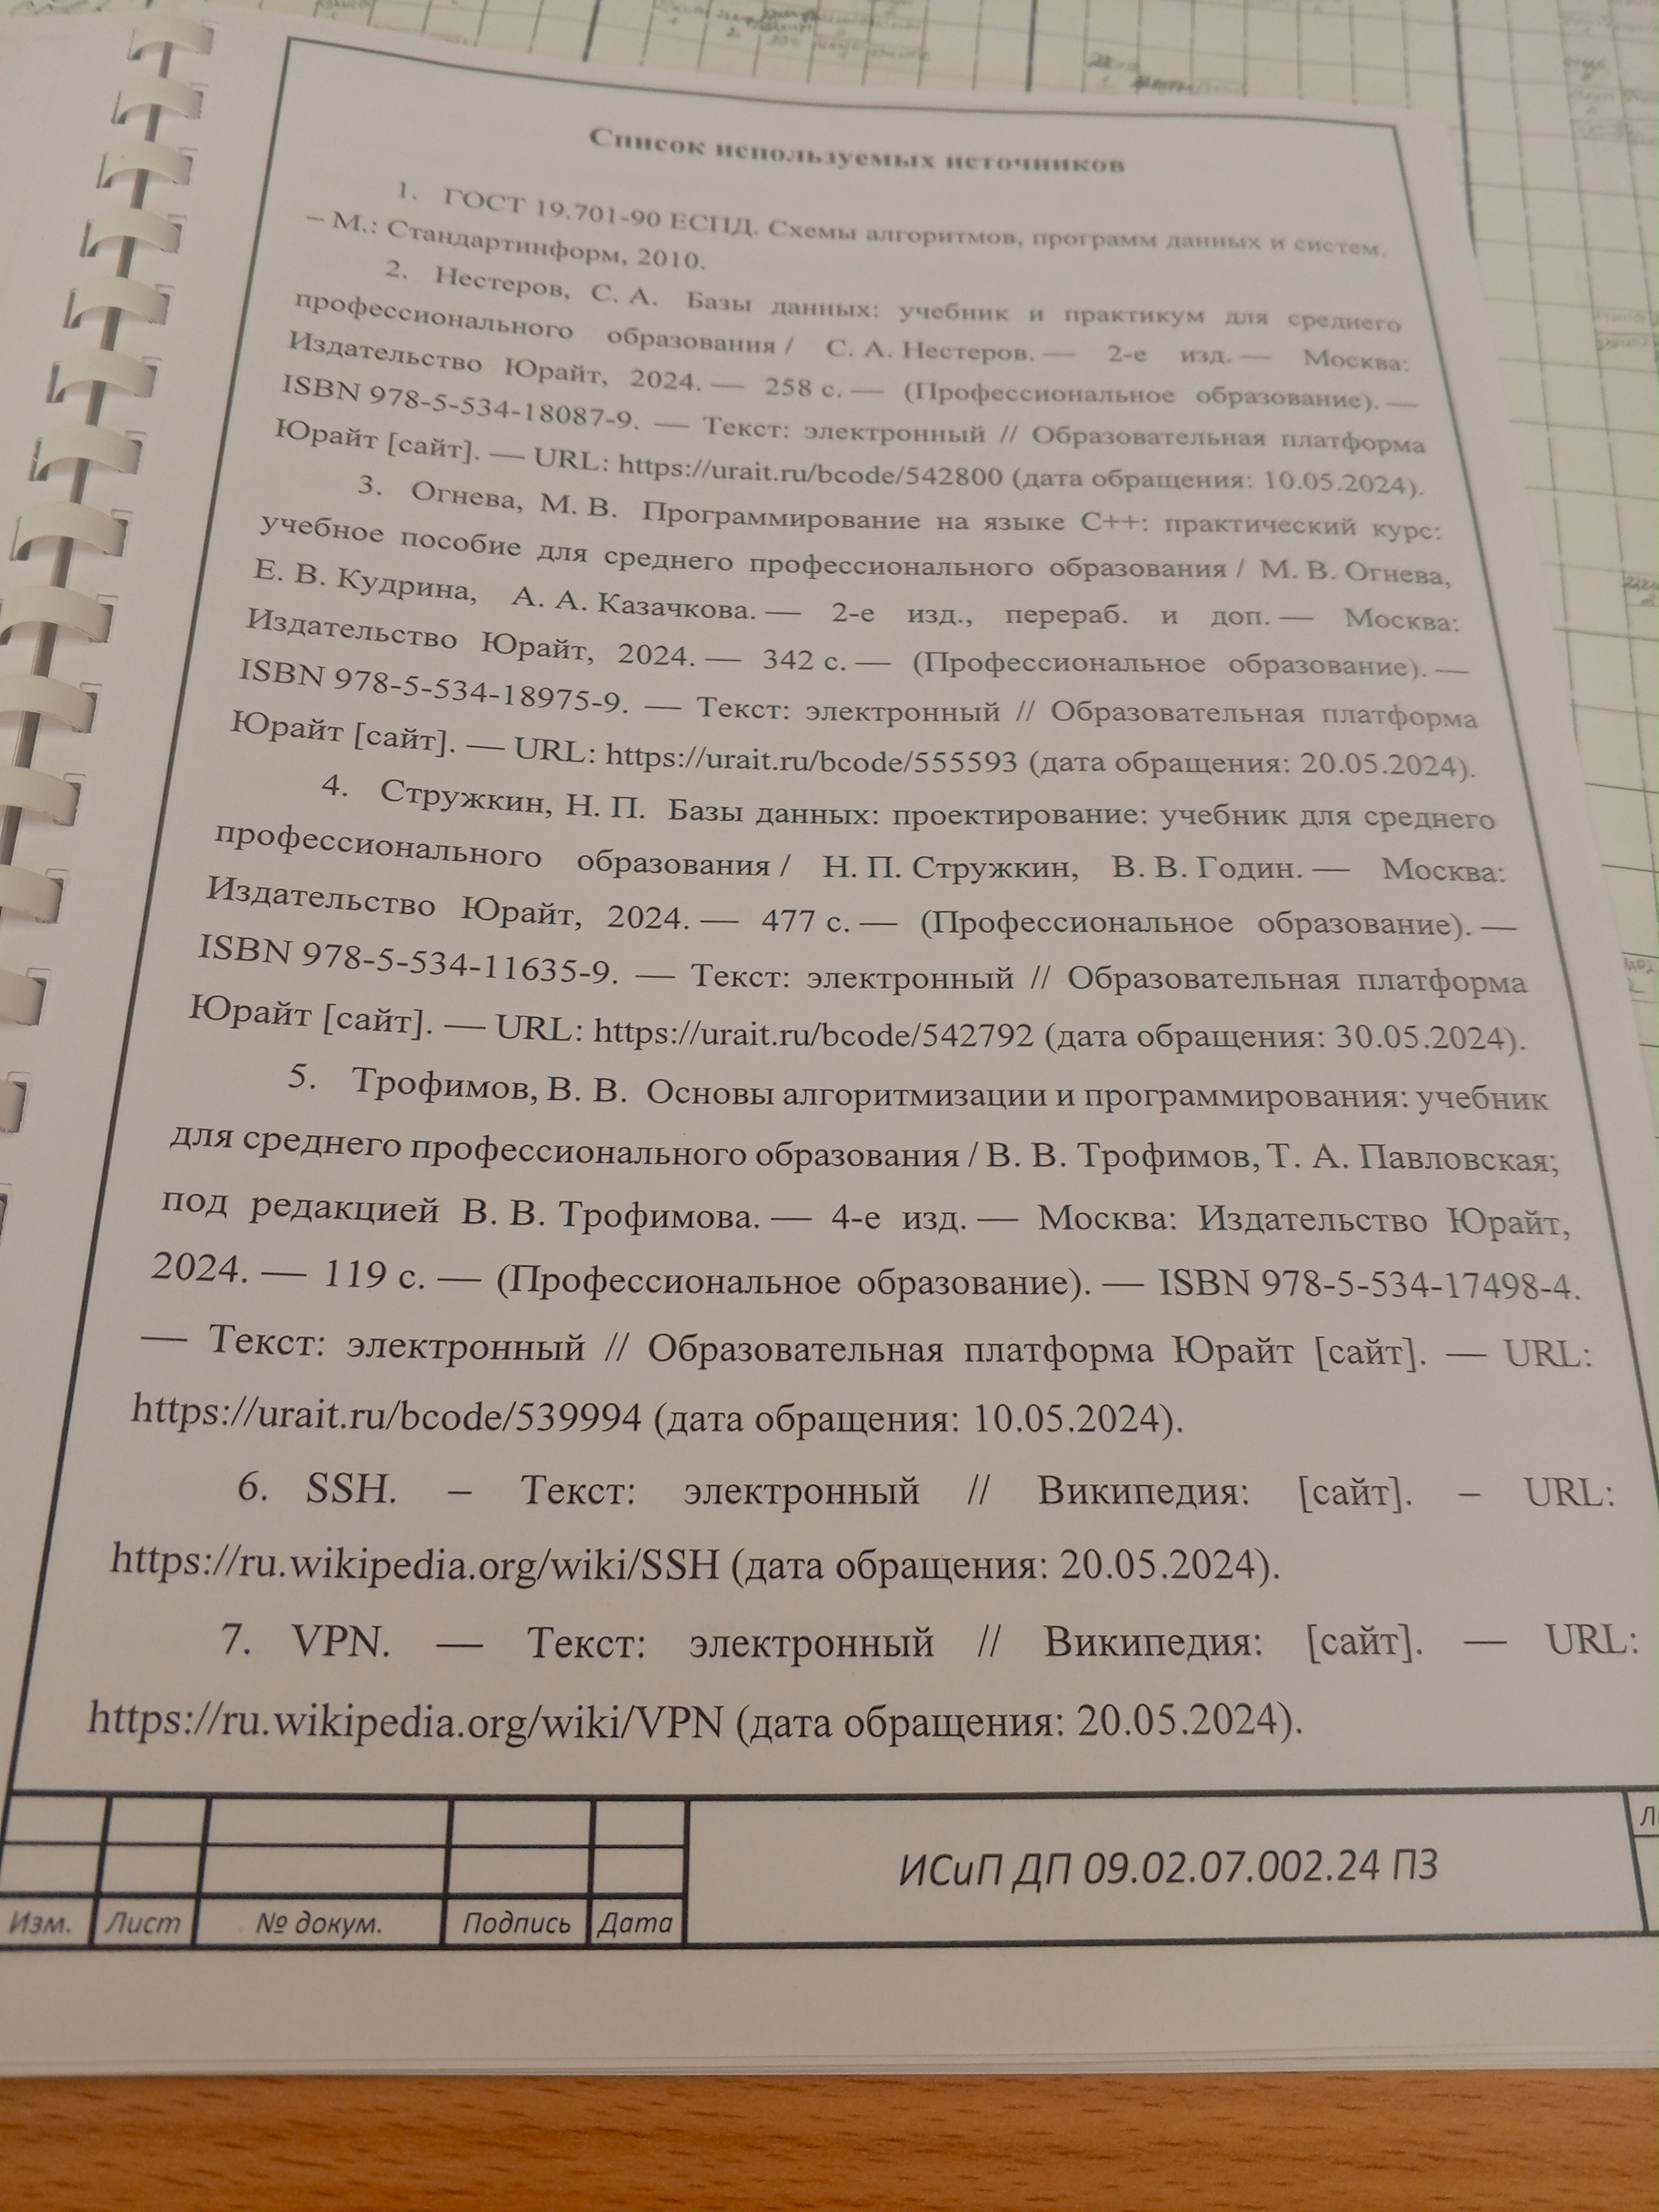 Список используемых источников
1. ГОСТ 19.701-90 ЕСПД. Схемы алгоритмов, программ данных и систем.
– М.: Стандартинформ, 2010.
2. Нестеров, С. А. Базы данных: учебник и практикум для среднего
профессионального образования / С. А. Нестеров. — 2-е изд. — Москва:
Издательство Юрайт, 2024. — 258 с. — (Профессиональное образование). —
ISBN 978-5-534-18087-9. — Текст: электронный // Образовательная платформа
Юрайт [сайт]. — URL: https://urait.ru/bcode/542800 (дата обращения: 10.05.2024).
3. Огнева, М. В. Программирование на языке С++: практический курс:
учебное пособие для среднего профессионального образования / М. В. Огнева,
Е. В. Кудрина, А. А. Казачкова. — 2-е изд., перераб. и доп. — Москва:
Издательство Юрайт, 2024. — 342 с. — (Профессиональное образование). —
ISBN 978-5-534-18975-9. — Текст: электронный // Образовательная платформа
Юрайт [сайт]. — URL: https://urait.ru/bcode/555593 (дата обращения: 20.05.2024).
4. Стружкин, Н. П. Базы данных: проектирование: учебник для среднего
профессионального образования / Н. П. Стружкин, В. В. Годин. — Москва:
Издательство Юрайт, 2024. — 477 с. — (Профессиональное образование). —
ISBN 978-5-534-11635-9. — Текст: электронный // Образовательная платформа
Юрайт [сайт]. — URL: https://urait.ru/bcode/542792 (дата обращения: 30.05.2024).
5. Трофимов, В. В. Основы алгоритмизации и программирования: учебник
для среднего профессионального образования / В. В. Трофимов, Т. А. Павловская;
под редакцией В. В. Трофимова. — 4-е изд. — Москва: Издательство Юрайт,
2024. — 119 с. — (Профессиональное образование). — ISBN 978-5-534-17498-4.
— Текст: электронный // Образовательная платформа Юрайт [сайт]. — URL:
https://urait.ru/bcode/539994 (дата обращения: 10.05.2024).
6. SSH. – Текст: электронный // Википедия: [сайт]. – URL:
https://ru.wikipedia.org/wiki/SSH (дата обращения: 20.05.2024).
7. VPN. — Текст: электронный // Википедия: [сайт]. — URL:
https://ru.wikipedia.org/wiki/VPN (дата обращения: 20.05.2024).
ИСиП ДП 09.02.07.002.24 ПЗ
Изм. Лист № докум. Подпись Дата